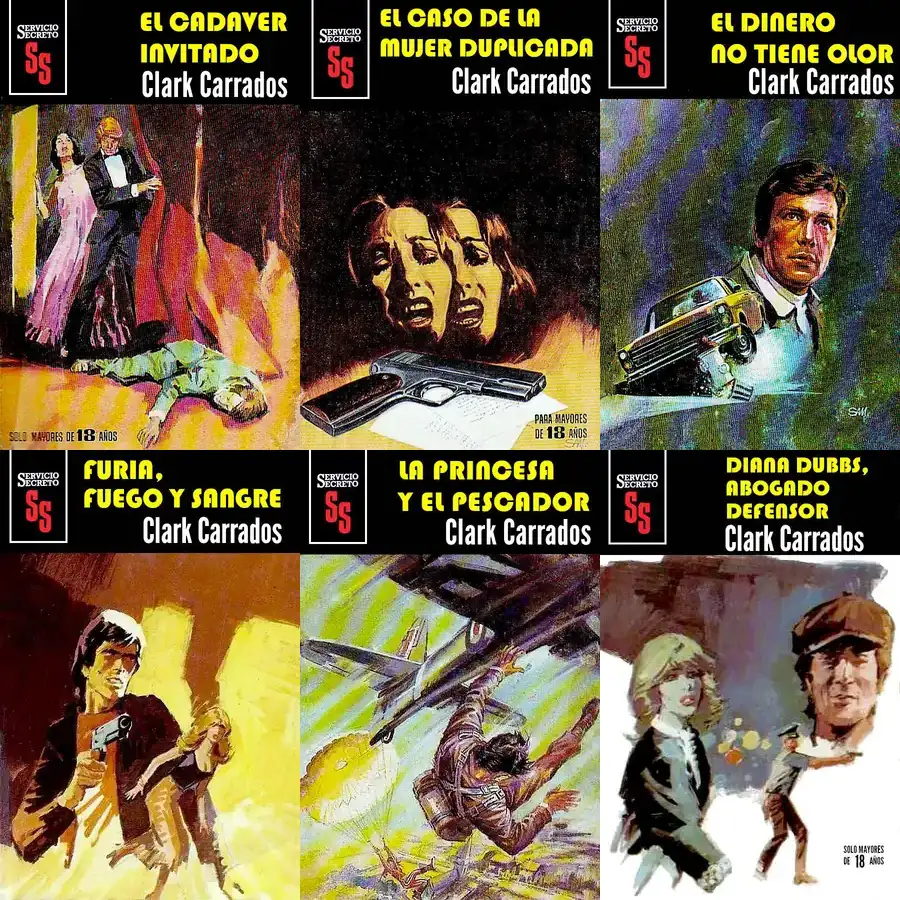 SERVICIO
SECRETO
SS
EL CADAVER
INVITADO
Clark Carrados
SOLO MAYORES DE 18 AÑOS
SERVICIO
SECRETO
SS
EL CASO DE LA
MUJER DUPLICADA
Clark Carrados
PARA MAYORES
DE 18 AÑOS
SAM.
SERVICIO
SECRETO
SS
EL DINERO
NO TIENE OLOR
Clark Carrados
SAM.
SERVICIO
SECRETO
SS
FURIA,
FUEGO Y SANGRE
Clark Carrados
SERVICIO
SECRETO
SS
LA PRINCESA
Y EL PESCADOR
Clark Carrados
SERVICIO
SECRETO
SS
DIANA DUBBS,
ABOGADO
DEFENSOR
Clark Carrados
SOLO MAYORES
DE 18 AÑOS